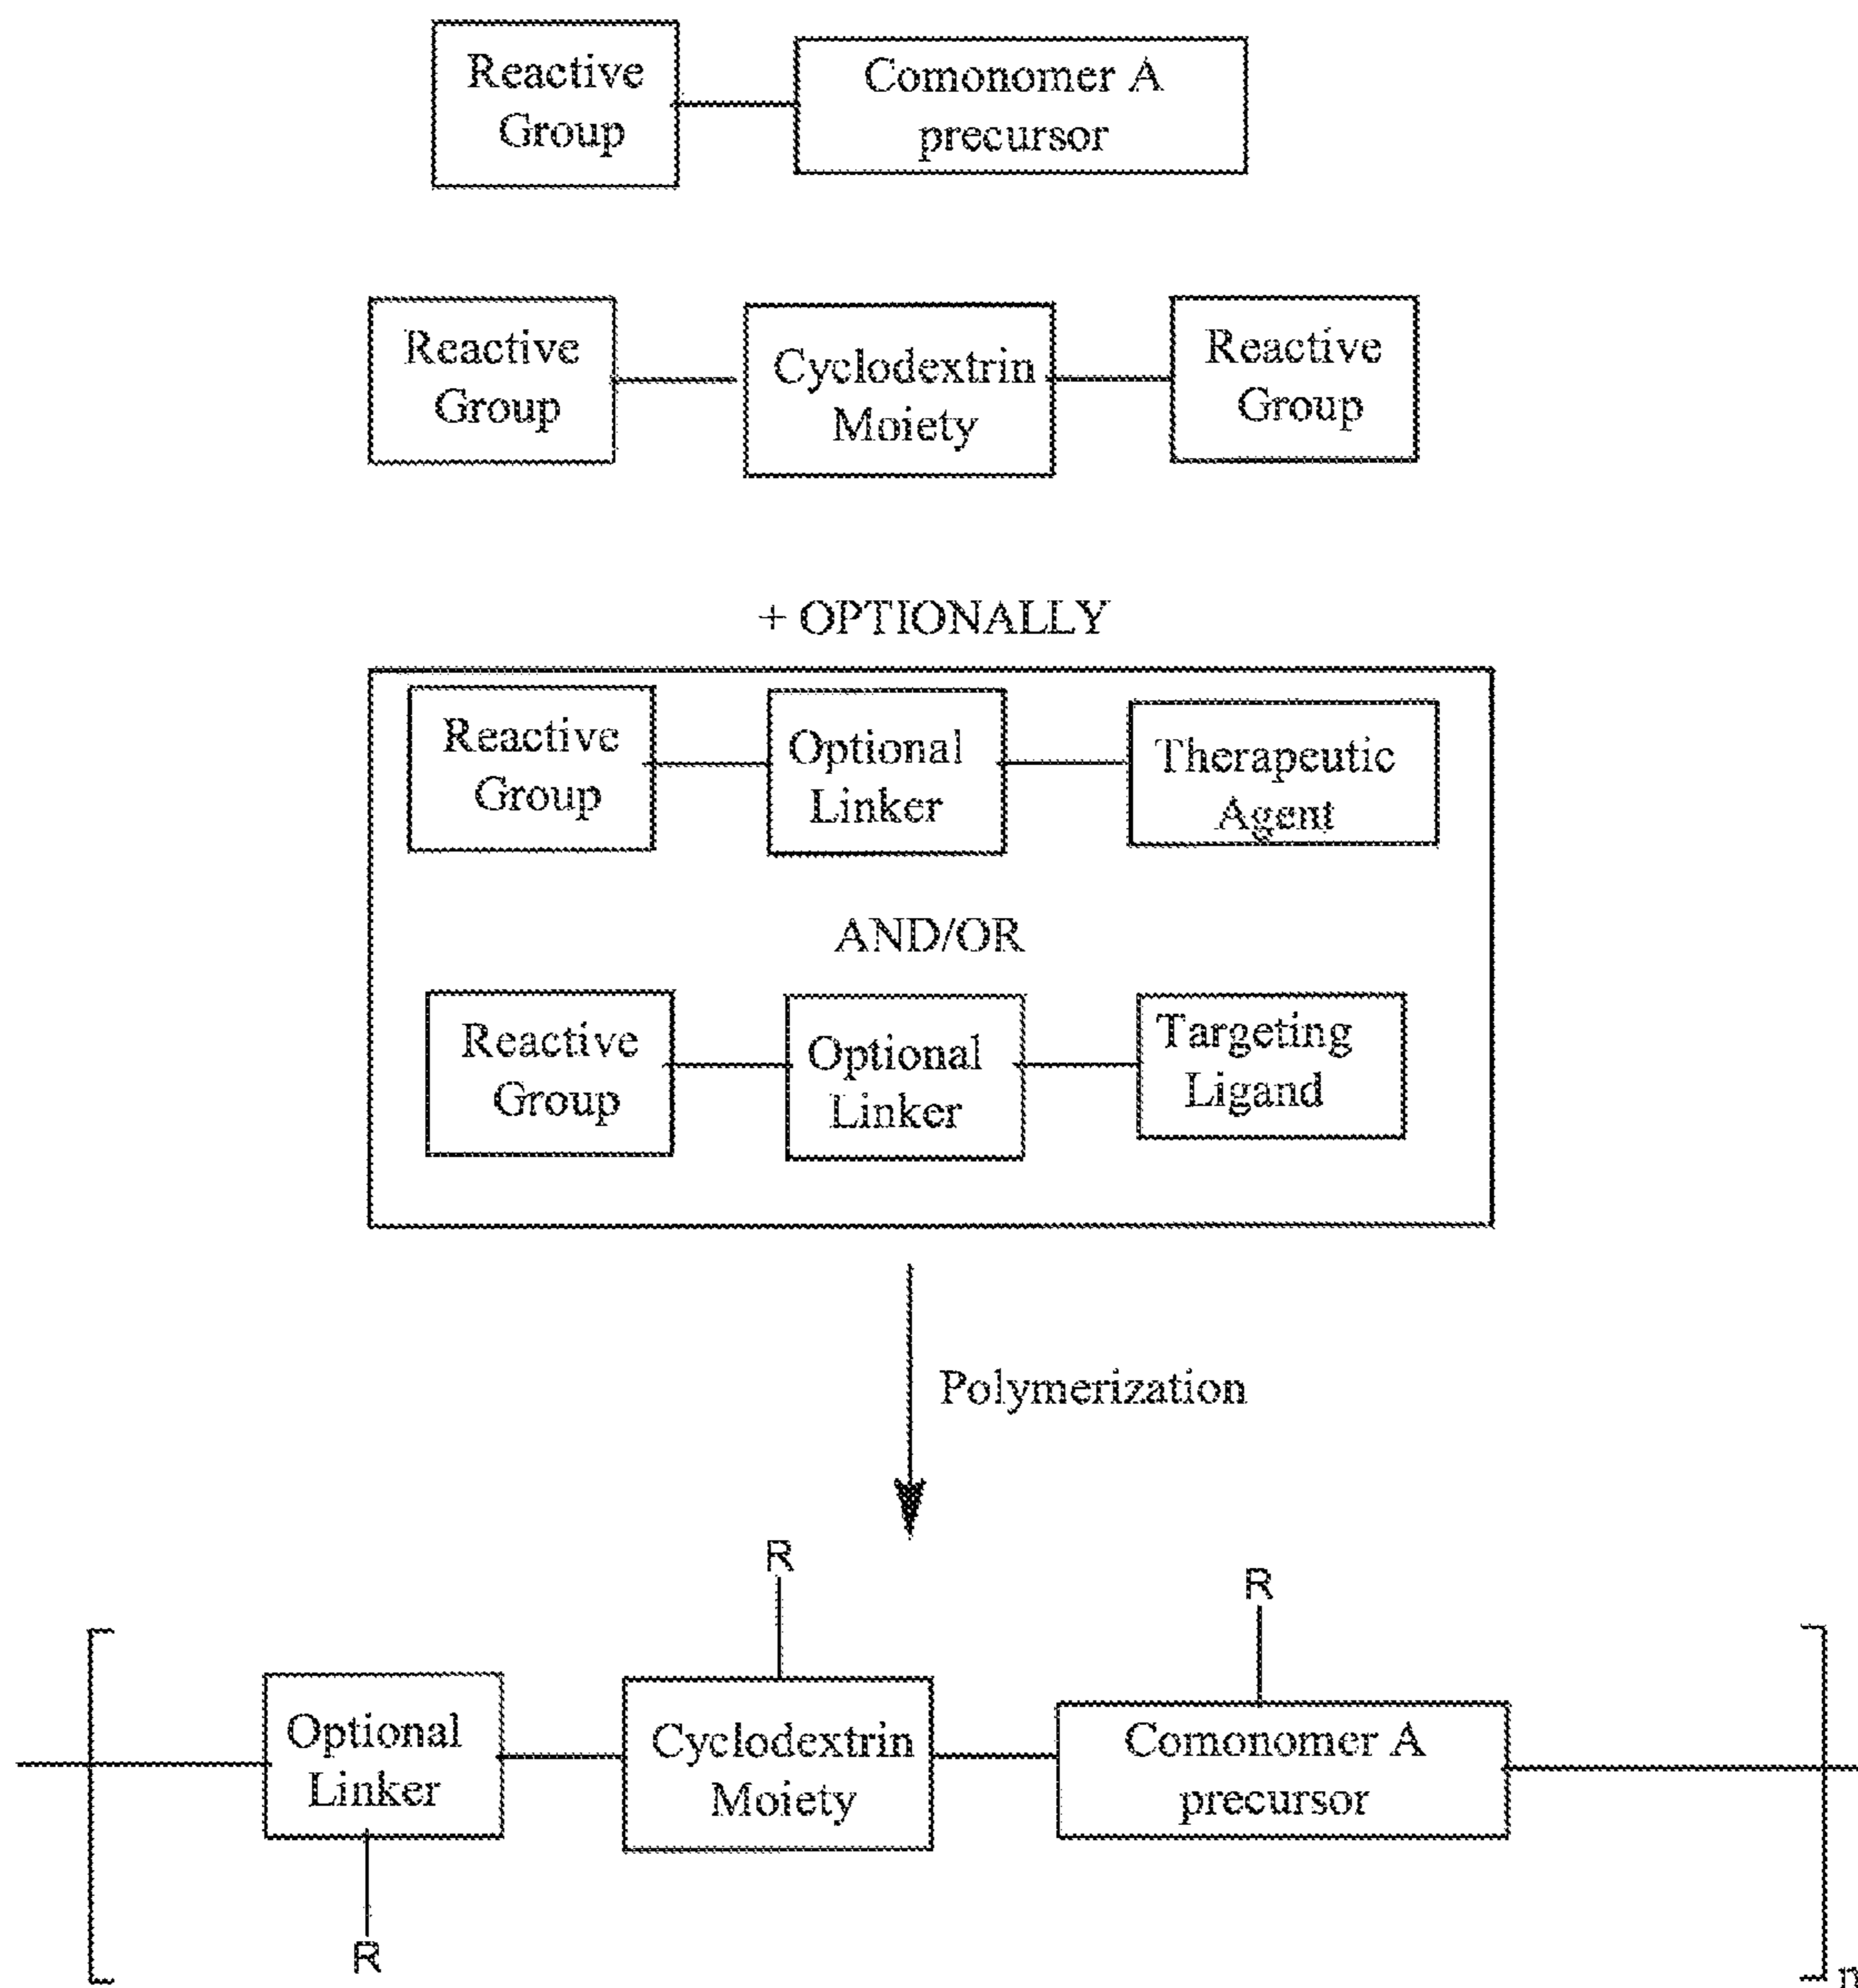 Reactive
Group
Comonomer A
precursor
Reactive
Group
Cyclodextrin
Moiety
Reactive
Group
+ OPTIONALLY
Reactive
Group
Optional
Linker
Therapeutic
Agent
AND/OR
Reactive
Group
Optional
Linker
Targeting
Ligand
Polymerization
R
R
Optional
Linker
Cyclodextrin
Moiety
Comonomer A
precursor
R
n